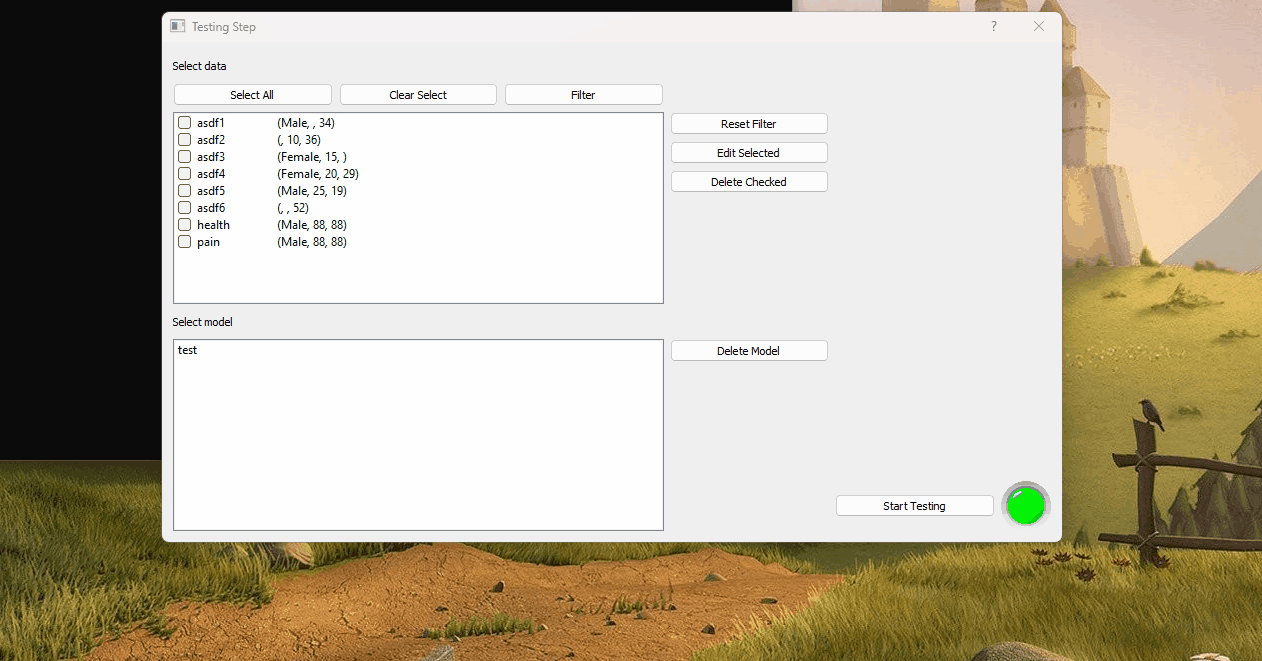 Testing Step ?
Select data
Select All Clear Select Filter
asdf1 (Male, , 34)
asdf2 (, 10, 36)
asdf3 (Female, 15, )
asdf4 (Female, 20, 29)
asdf5 (Male, 25, 19)
asdf6 (, , 52)
health (Male, 88, 88)
pain (Male, 88, 88)
Reset Filter
Edit Selected
Delete Checked
Select model
test
Delete Model
Start Testing